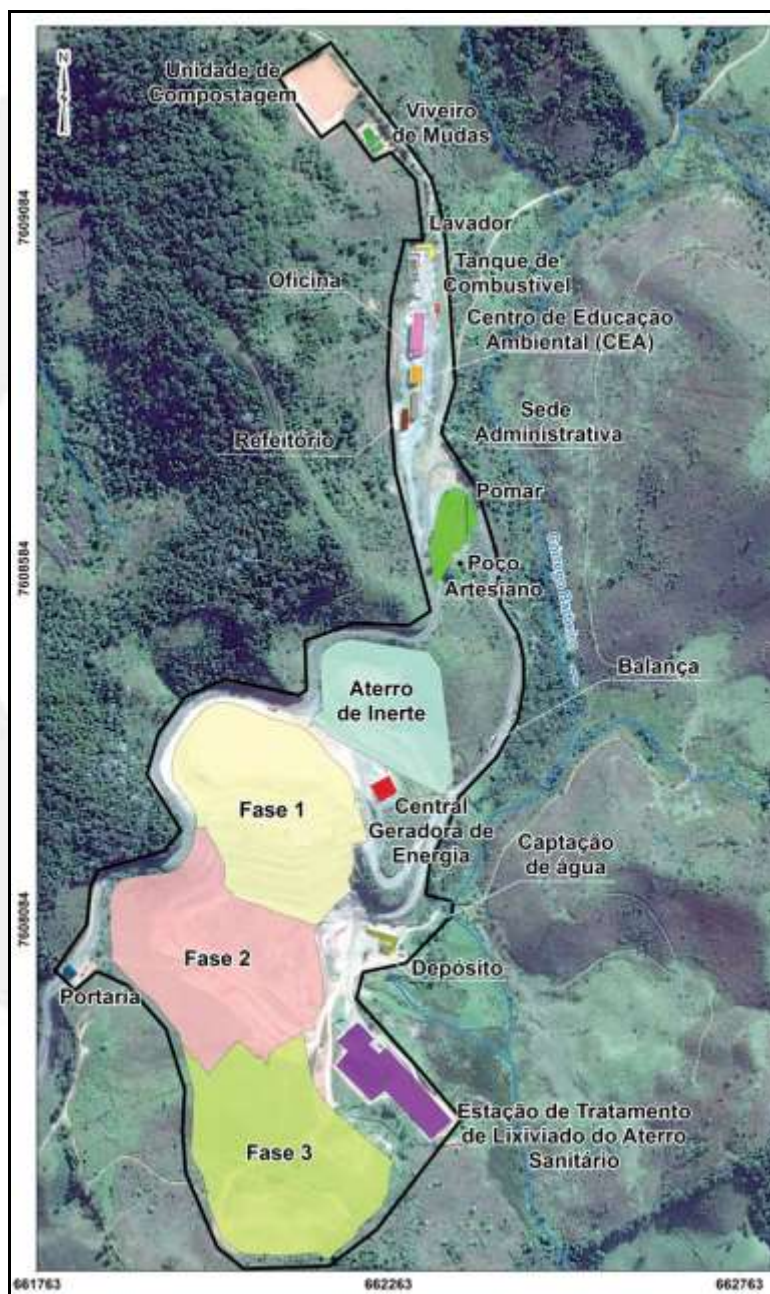 N
Unidade de
Compostagem
Viveiro
de Mudas
7609084
Lavador
Tanque de
Combustível
Oficina
Centro de Educação
Ambiental (CEA)
Sede
Administrativa
Refeitório
Pomar
7608584
Poço
Artesiano
Balança
Aterro
de Inerte
Fase 1
Central
Geradora de
Energia
Captação
de água
7608084
Fase 2
Depósito
Portaria
Estação de Tratamento
de Lixiviado do Aterro
Sanitário
Fase 3
661763
662263
662763